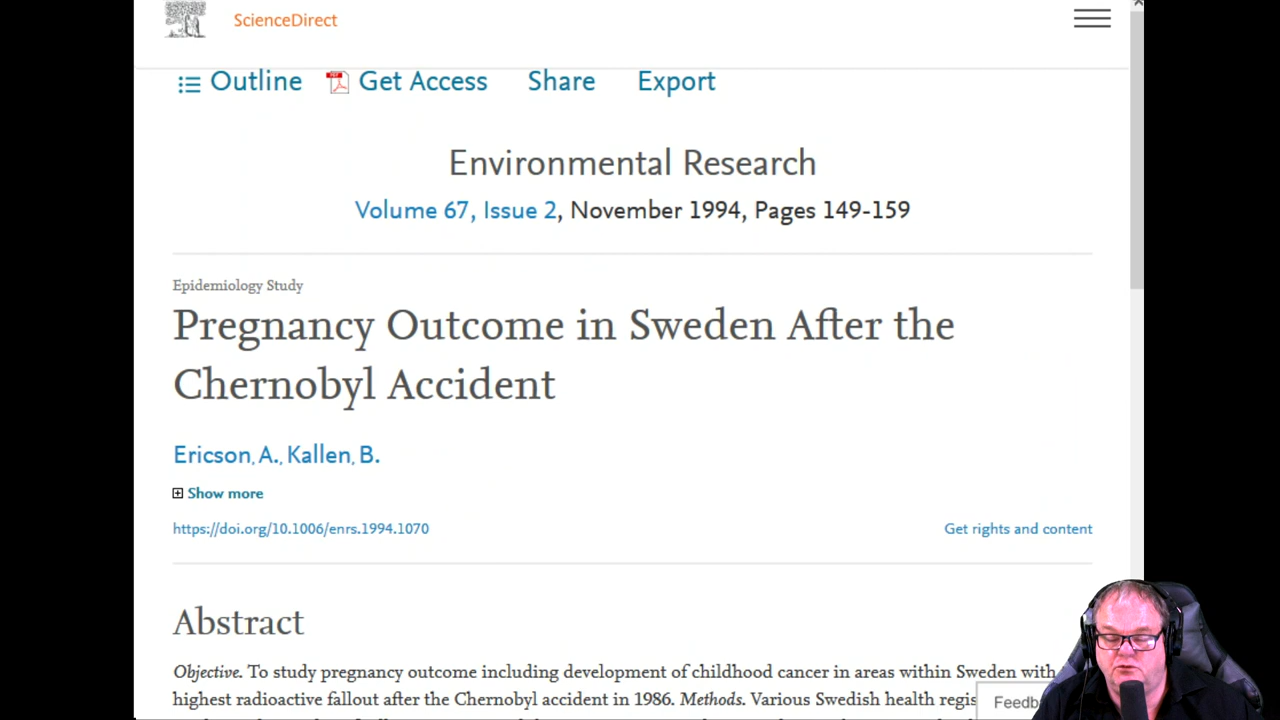 ScienceDirect
Outline Get Access Share Export
Environmental Research
Volume 67, Issue 2, November 1994, Pages 149-159
Epidemiology Study
Pregnancy Outcome in Sweden After the
Chernobyl Accident
Ericson, A., Kallen, B.
Show more
https://doi.org/10.1006/enrs.1994.1070 Get rights and content
Abstract
Objective. To study pregnancy outcome including development of childhood cancer in areas within Sweden with
highest radioactive fallout after the Chernobyl accident in 1986. Methods. Various Swedish health regis
Feedb